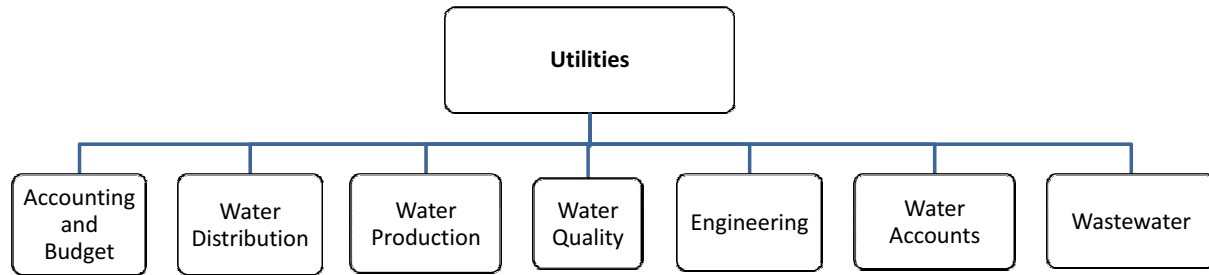 Utilities
Accounting
and
Budget
Water
Distribution
Water
Production
Water
Quality
Engineering
Water
Accounts
Wastewater